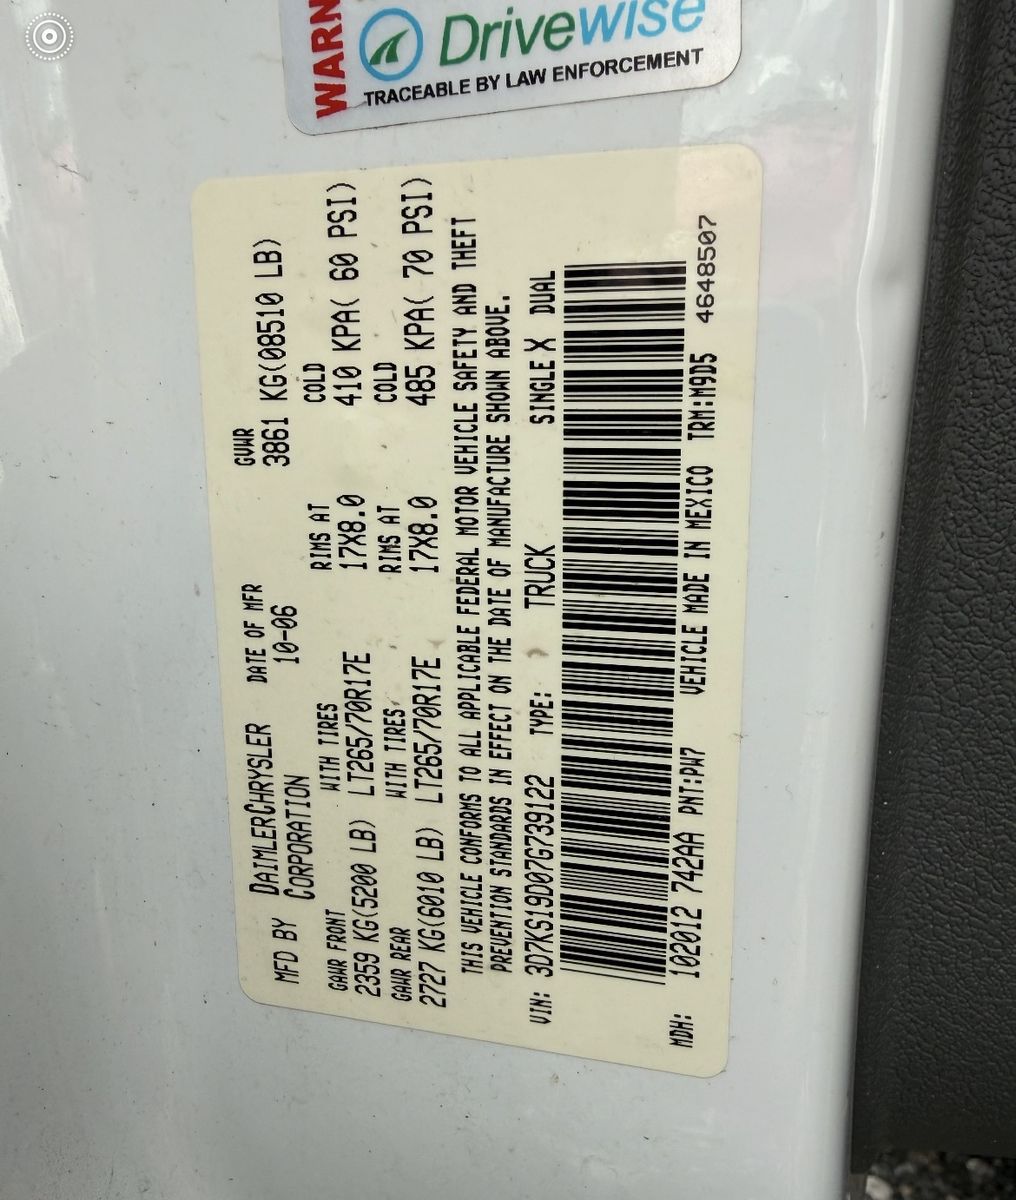 WARN
Drivewise
TRACEABLE BY LAW ENFORCEMENT
MFD BY DAIMLERCHRYSLER CORPORATION
DATE OF MFR 10-06
GVWR 3861 KG(08510 LB)
GAWR FRONT WITH TIRES RIMS AT COLD
2359 KG(5200 LB) LT265/70R17E 17X8.0 410 KPA( 60 PSI)
GAWR REAR WITH TIRES RIMS AT COLD
2727 KG(6010 LB) LT265/70R17E 17X8.0 485 KPA( 70 PSI)
THIS VEHICLE CONFORMS TO ALL APPLICABLE FEDERAL MOTOR VEHICLE SAFETY AND THEFT
PREVENTION STANDARDS IN EFFECT ON THE DATE OF MANUFACTURE SHOWN ABOVE.
VIN: 3D7KS19D07G739122 TYPE: TRUCK SINGLE X DUAL
MDH: 102012 742AA PNT:PW7 VEHICLE MADE IN MEXICO TRM:M9D5 4648507